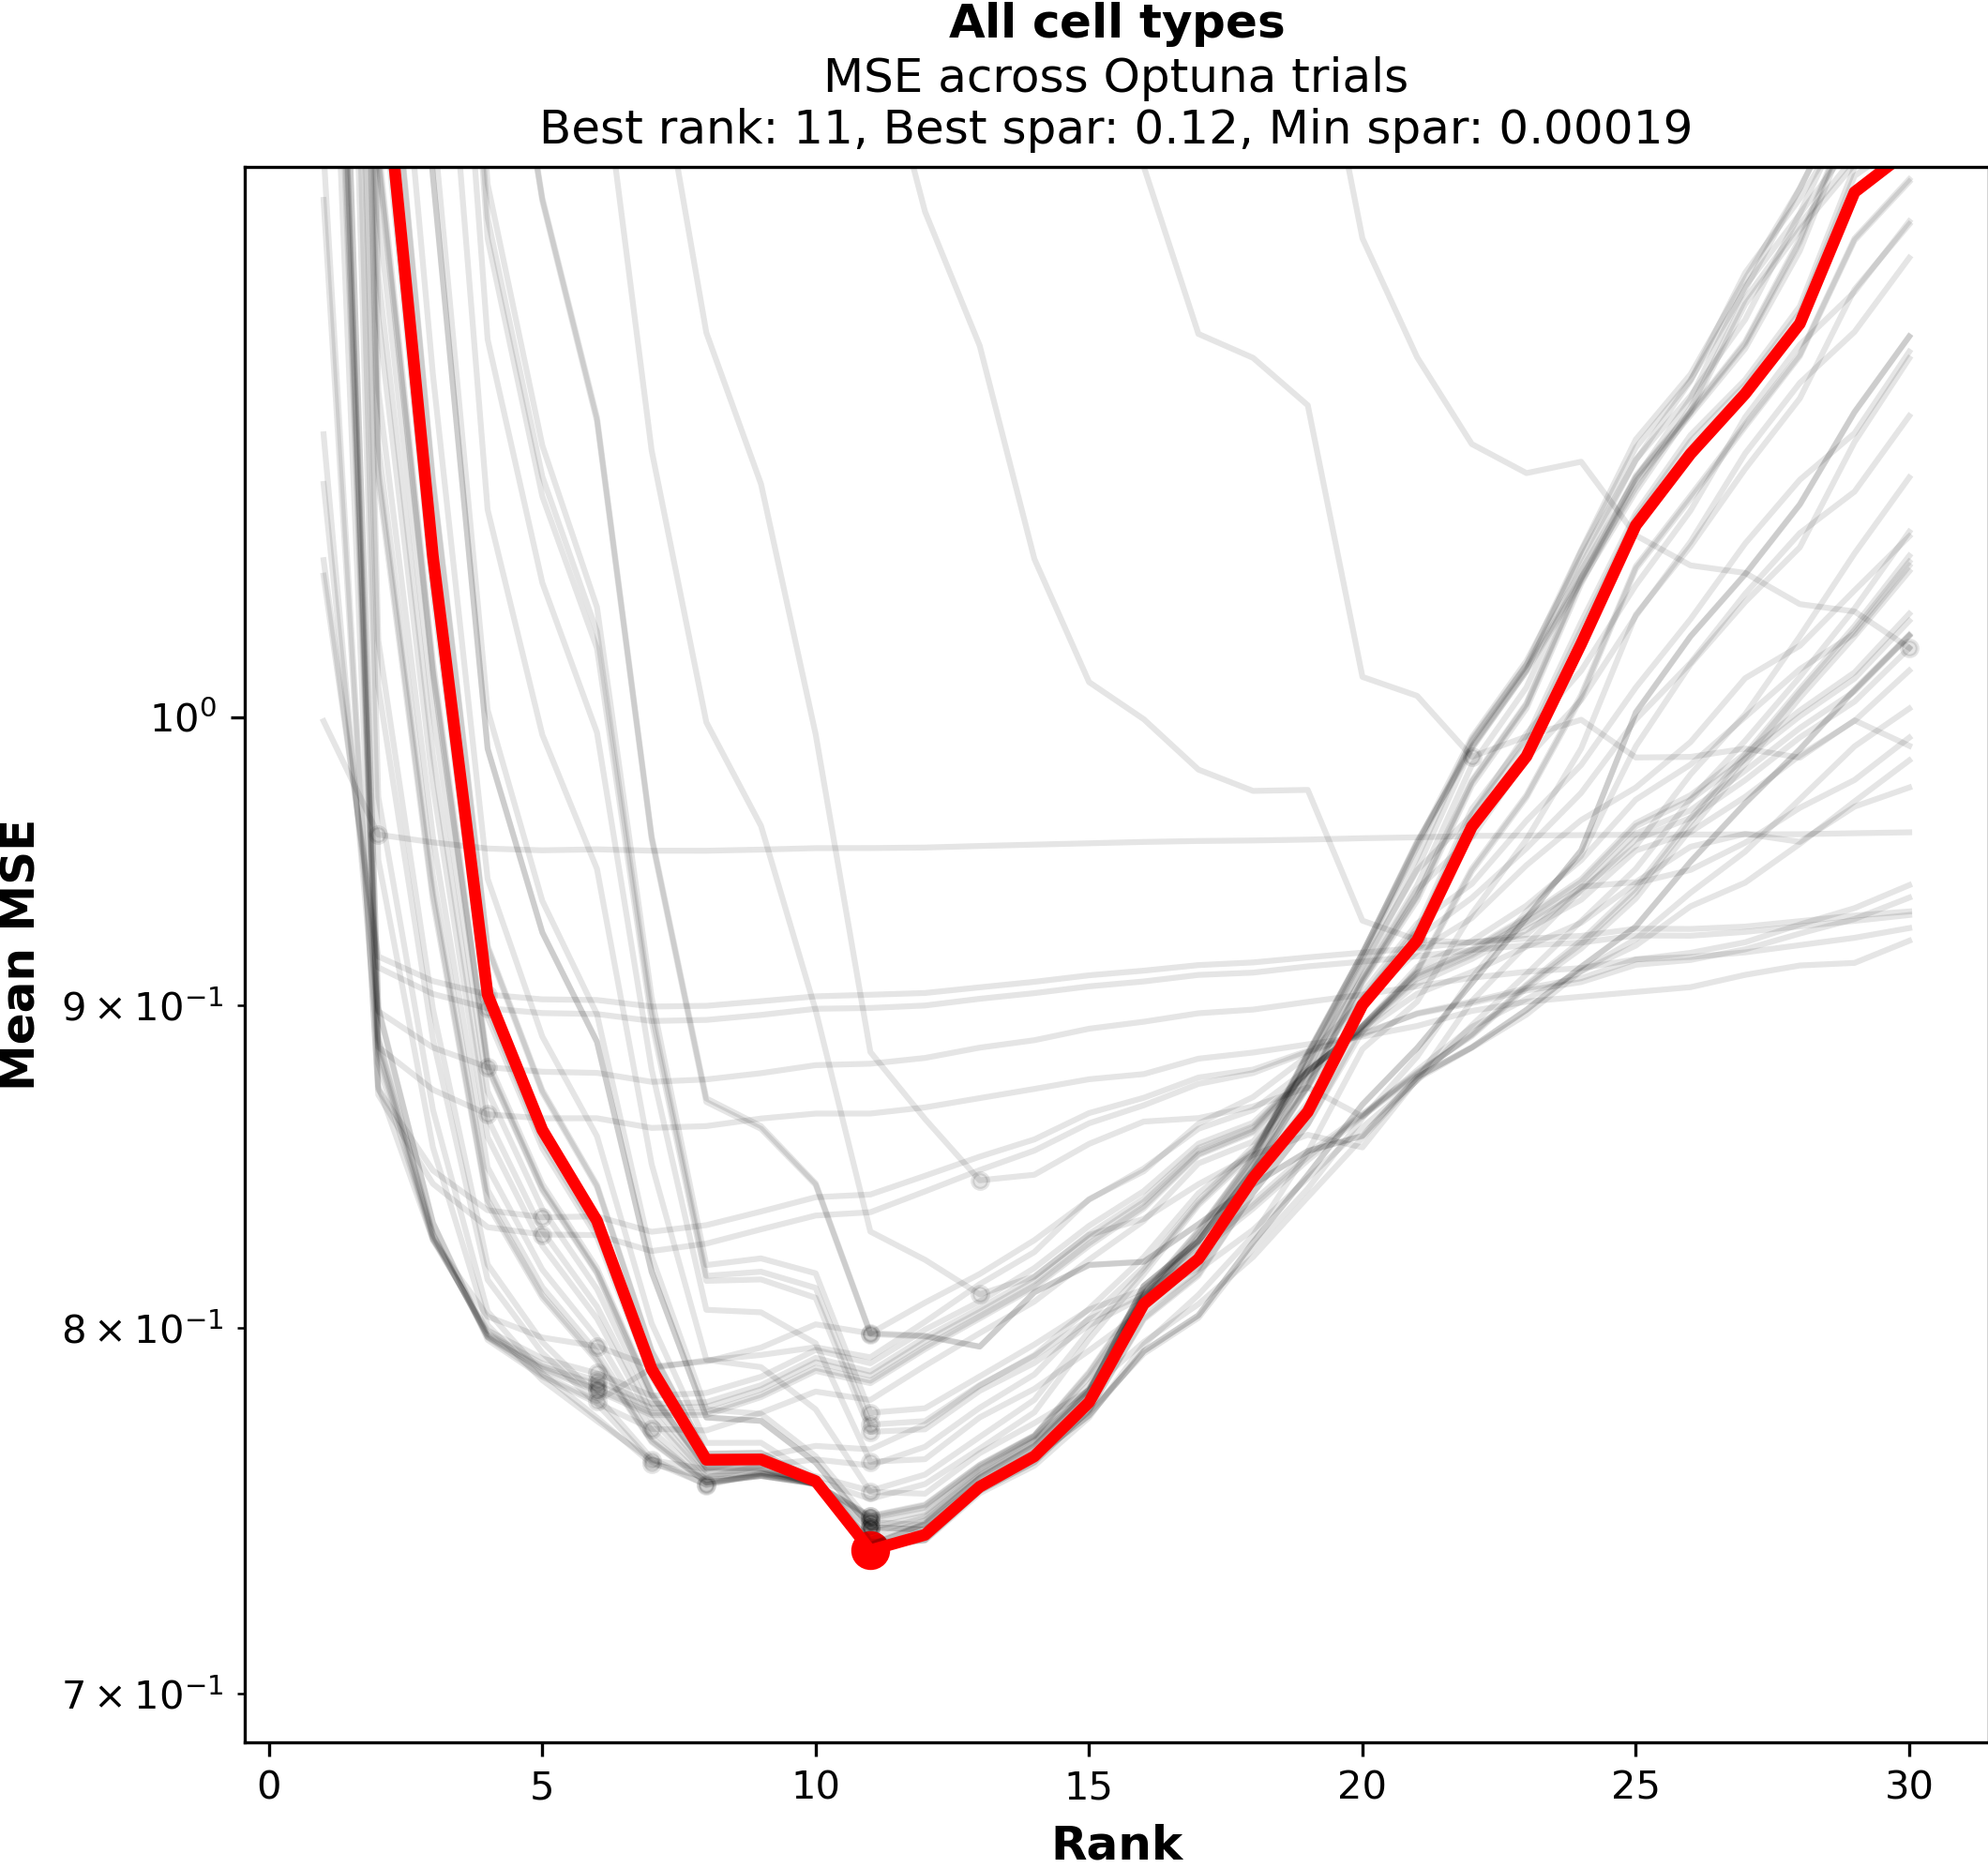 All cell types
MSE across Optuna trials
Best rank: 11, Best spar: 0.12, Min spar: 0.00019
Mean MSE
10⁰
9 × 10⁻¹
8 × 10⁻¹
7 × 10⁻¹
0 5 10 15 20 25 30
Rank